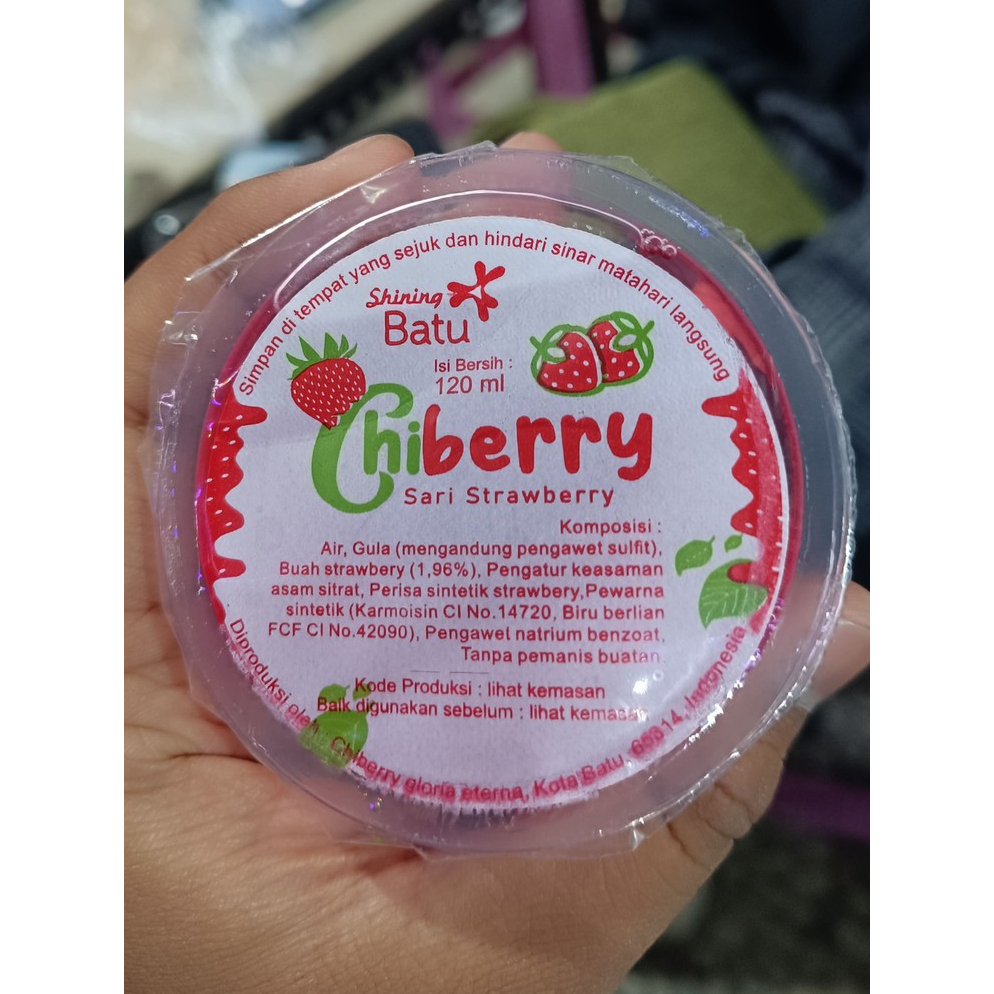 Simpan di tempat yang sejuk dan hindari sinar matahari langsung
Shining
Batu
Isi Bersih :
120 ml
Chiberry
Sari Strawberry
Komposisi :
Air, Gula (mengandung pengawet sulfit),
Buah strawbery (1,96%), Pengatur keasaman
asam sitrat, Perisa sintetik strawbery,Pewarna
sintetik (Karmoisin CI No.14720, Biru berlian
FCF CI No.42090), Pengawet natrium benzoat,
Tanpa pemanis buatan
Kode Produksi : lihat kemasan
Baik digunakan sebelum : lihat kemasan
Diproduksi oleh Chiberry gloria eterna, Kota Batu, 65314, Indonesia